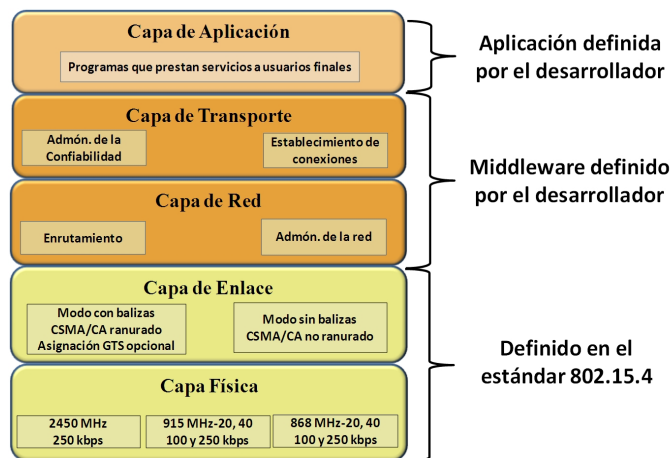 Capa de Aplicación
Programas que prestan servicios a usuarios finales
Aplicación definida
por el desarrollador
Capa de Transporte
Admón. de la
Confiabilidad
Establecimiento de
conexiones
Capa de Red
Enrutamiento
Admón. de la red
Middleware definido
por el desarrollador
Capa de Enlace
Modo con balizas
CSMA/CA ranurado
Asignación GTS opcional
Modo sin balizas
CSMA/CA no ranurado
Capa Física
2450 MHz
250 kbps
915 MHz-20, 40
100 y 250 kbps
868 MHz-20, 40
100 y 250 kbps
Definido en el
estándar 802.15.4